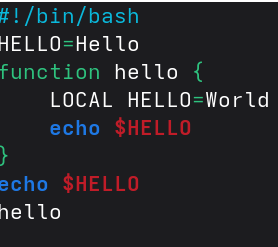 #!/bin/bash
HELLO=Hello
function hello {
LOCAL HELLO=World
echo $HELLO
}
echo $HELLO
hello